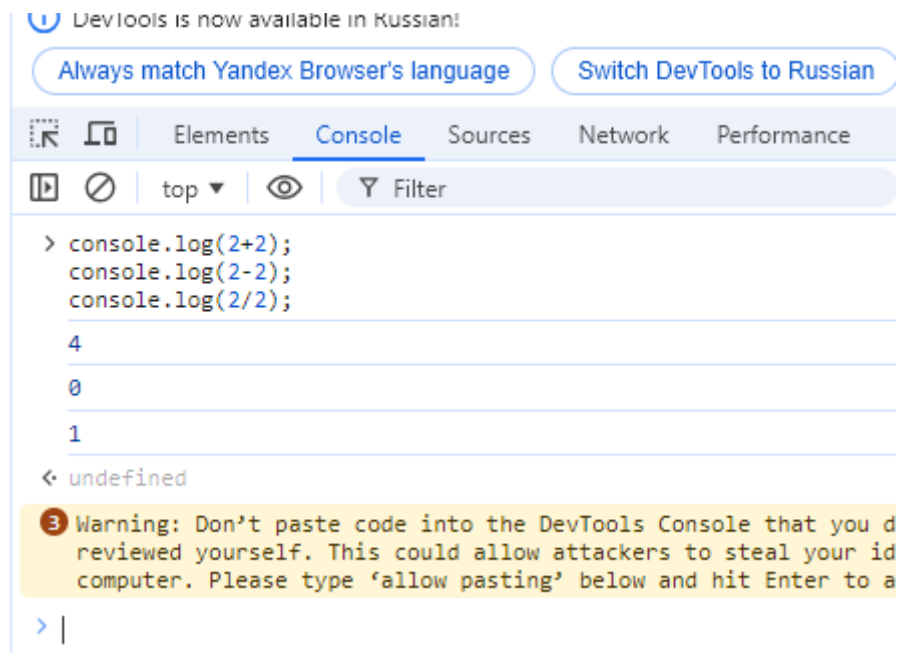 DevTools is now available in Russian!
Always match Yandex Browser's language Switch DevTools to Russian
Elements Console Sources Network Performance
top ▼ Filter
> console.log(2+2);
console.log(2-2);
console.log(2/2);
4
0
1
undefined
3 Warning: Don’t paste code into the DevTools Console that you d
reviewed yourself. This could allow attackers to steal your id
computer. Please type ‘allow pasting’ below and hit Enter to a
>